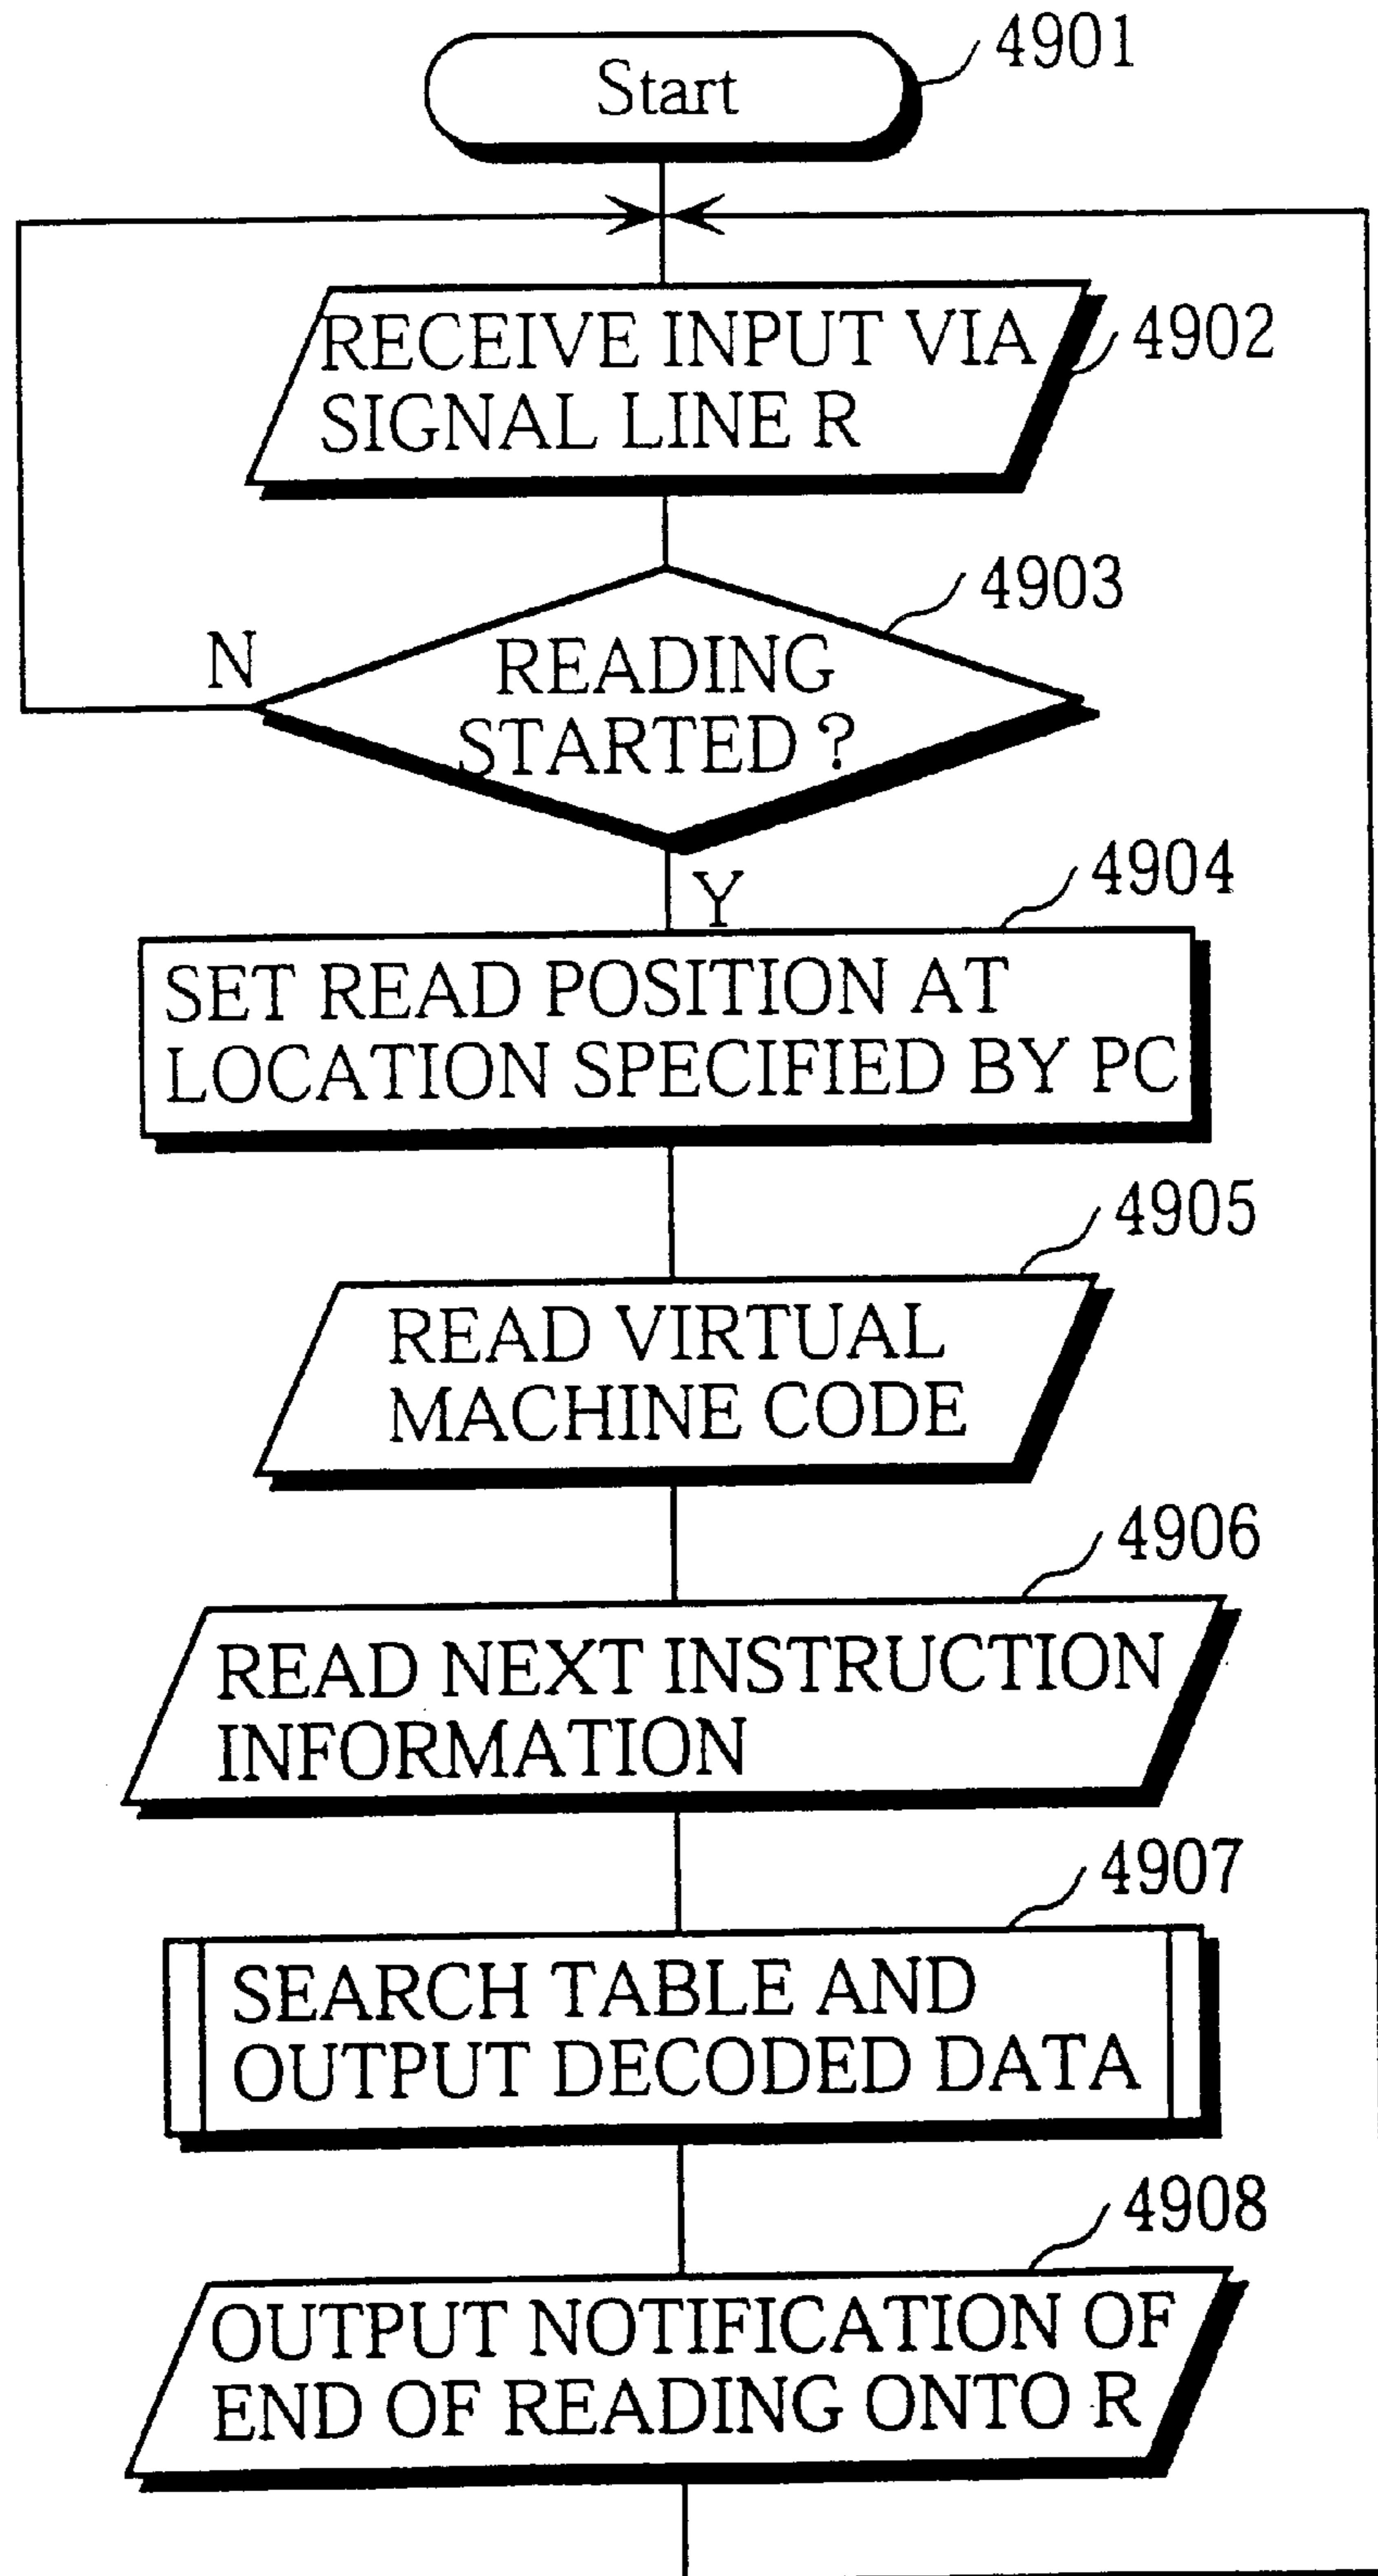 Start
4901
RECEIVE INPUT VIA
SIGNAL LINE R
4902
4903
N
READING
STARTED ?
Y
4904
SET READ POSITION AT
LOCATION SPECIFIED BY PC
4905
READ VIRTUAL
MACHINE CODE
4906
READ NEXT INSTRUCTION
INFORMATION
4907
SEARCH TABLE AND
OUTPUT DECODED DATA
4908
OUTPUT NOTIFICATION OF
END OF READING ONTO R